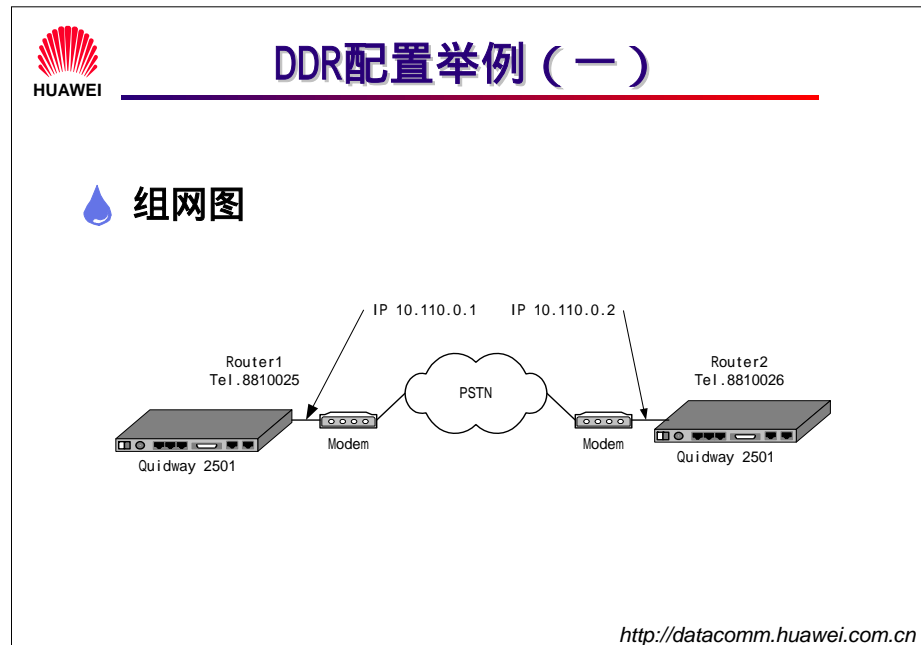 HUAWEI
DDR配置举例（一）
组网图
IP 10.110.0.1
IP 10.110.0.2
Router1
Tel.8810025
Router2
Tel.8810026
PSTN
Modem
Modem
Quidway 2501
Quidway 2501
http://datacomm.huawei.com.cn